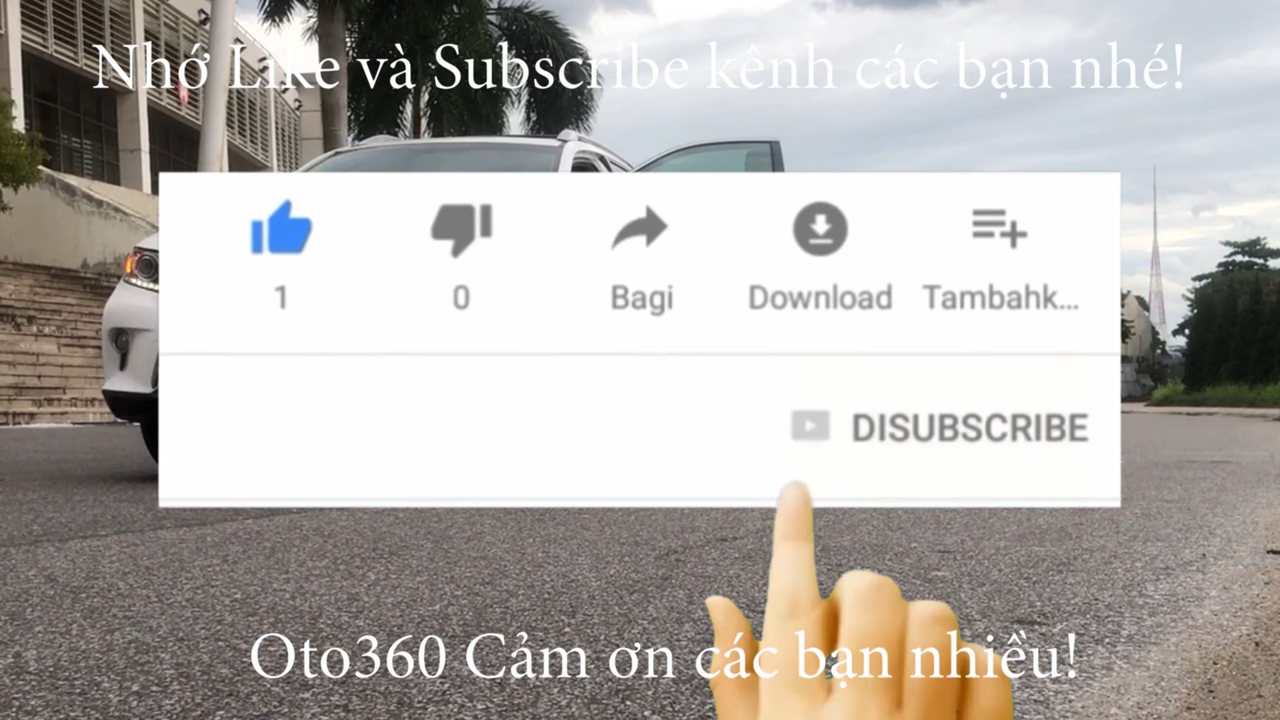 Nhớ Like và Subscribe kênh các bạn nhé!
1 0 Bagi Download Tambahk...
DISUBSCRIBE
Oto360 Cảm ơn các bạn nhiều!